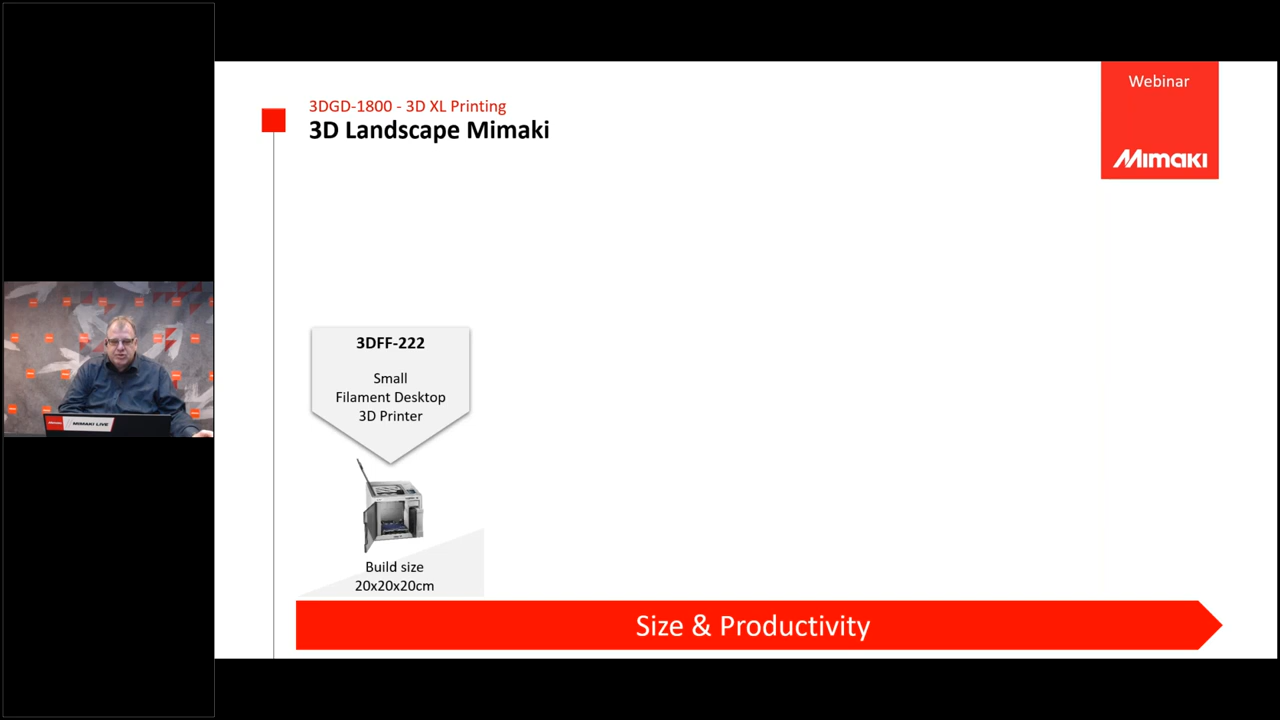 3DGD-1800 - 3D XL Printing
3D Landscape Mimaki
Webinar
Mimaki
3DFF-222
Small
Filament Desktop
3D Printer
Build size
20x20x20cm
Size & Productivity
Mimaki
MIMAKI LIVE